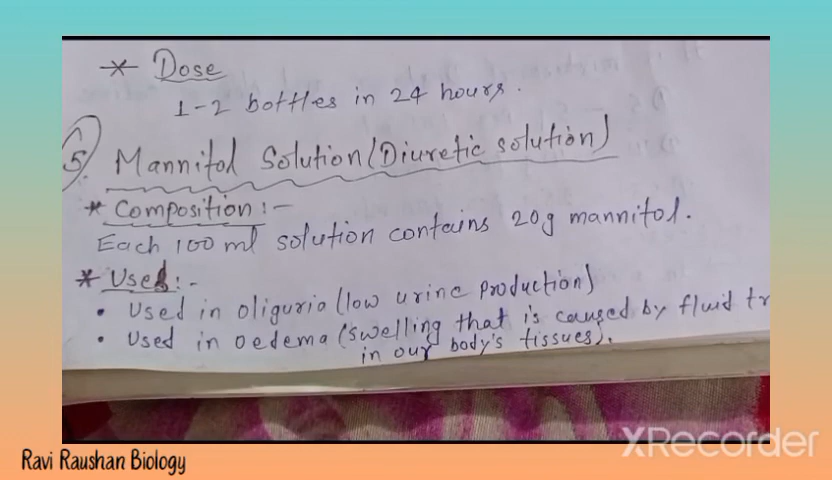 * Dose
1-2 bottles in 24 hours.
5. Mannitol Solution (Diuretic solution)
* Composition:-
Each 100 ml solution contains 20g mannitol.
* Uses:-
• Used in oliguria (low urine production)
• Used in oedema (swelling that is caused by fluid tr
in our body's tissues).
XRecorder
Ravi Raushan Biology